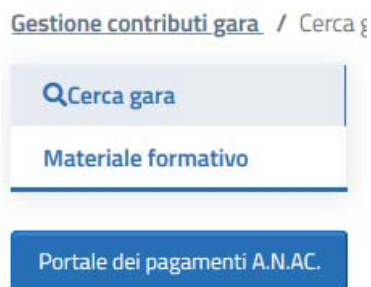 Gestione contributi gara / Cerca
Cerca gara
Materiale formativo
Portale dei pagamenti A.N.AC.